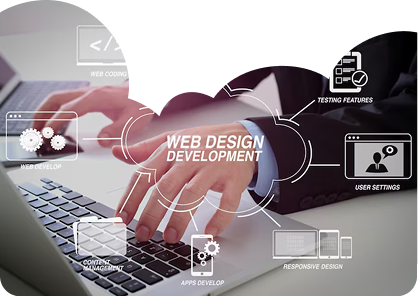 </>
WEB CODING
TESTING FEATURES
WEB DESIGN
DEVELOPMENT
WEB DEVELOP
USER SETTINGS
CONTENT
MANAGEMENT
APPS DEVELOP
RESPONSIVE DESIGN